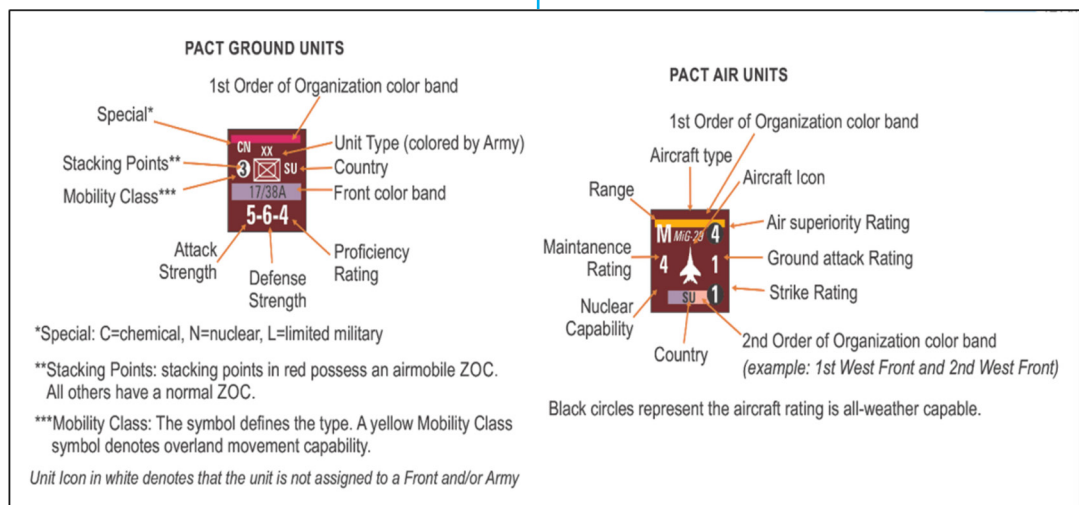 PACT GROUND UNITS
1st Order of Organization color band
Special*
Unit Type (colored by Army)
Stacking Points**
Country
Mobility Class***
Front color band
CN XX
3 SU
17/38A
5-6-4
Attack
Strength
Defense
Strength
Proficiency
Rating
*Special: C=chemical, N=nuclear, L=limited military
**Stacking Points: stacking points in red possess an airmobile ZOC.
All others have a normal ZOC.
***Mobility Class: The symbol defines the type. A yellow Mobility Class
symbol denotes overland movement capability.
Unit Icon in white denotes that the unit is not assigned to a Front and/or Army
PACT AIR UNITS
1st Order of Organization color band
Aircraft type
Aircraft Icon
Range
Air superiority Rating
Maintanence
Rating
Ground attack Rating
Nuclear
Capability
Strike Rating
M MiG-29 4
4 1
SU 1
Country
2nd Order of Organization color band
(example: 1st West Front and 2nd West Front)
Black circles represent the aircraft rating is all-weather capable.